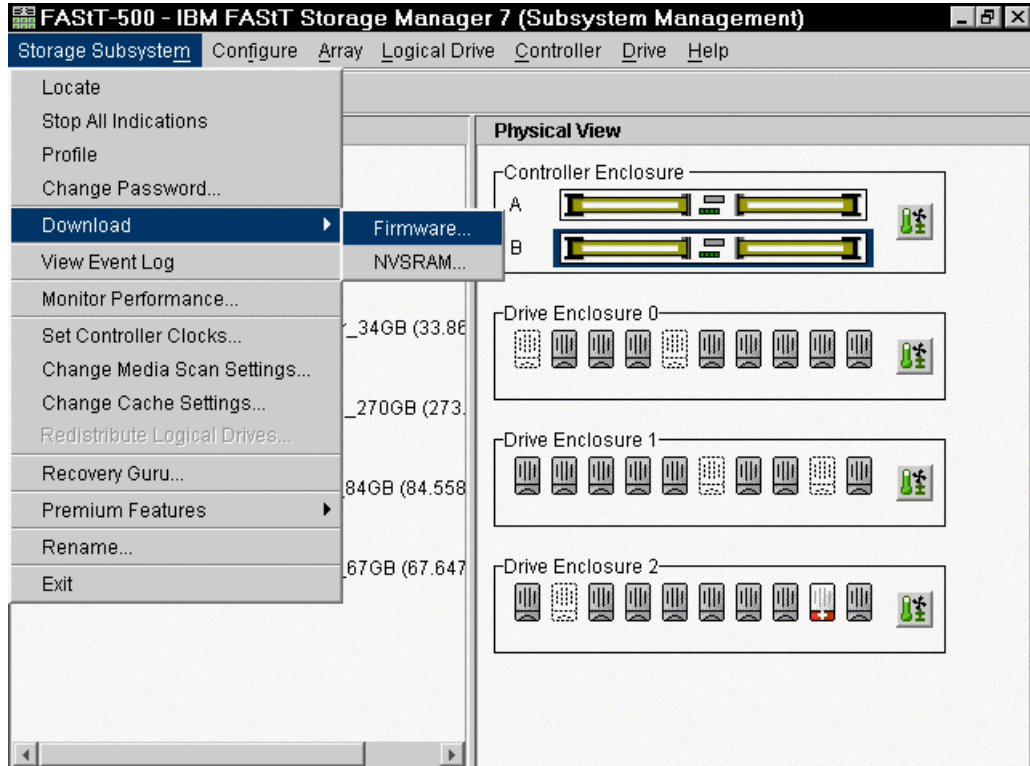 FAStT-500 - IBM FAStT Storage Manager 7 (Subsystem Management)
Storage Subsystem Configure Array Logical Drive Controller Drive Help
Locate
Stop All Indications
Profile
Change Password...
Download
Firmware...
NVSRAM...
View Event Log
Monitor Performance...
Set Controller Clocks...
Change Media Scan Settings...
Change Cache Settings...
Redistribute Logical Drives...
Recovery Guru...
Premium Features
Rename...
Exit
_34GB (33.86
_270GB (273.
84GB (84.558
67GB (67.647
Physical View
Controller Enclosure
A
B
Drive Enclosure 0
Drive Enclosure 1
Drive Enclosure 2